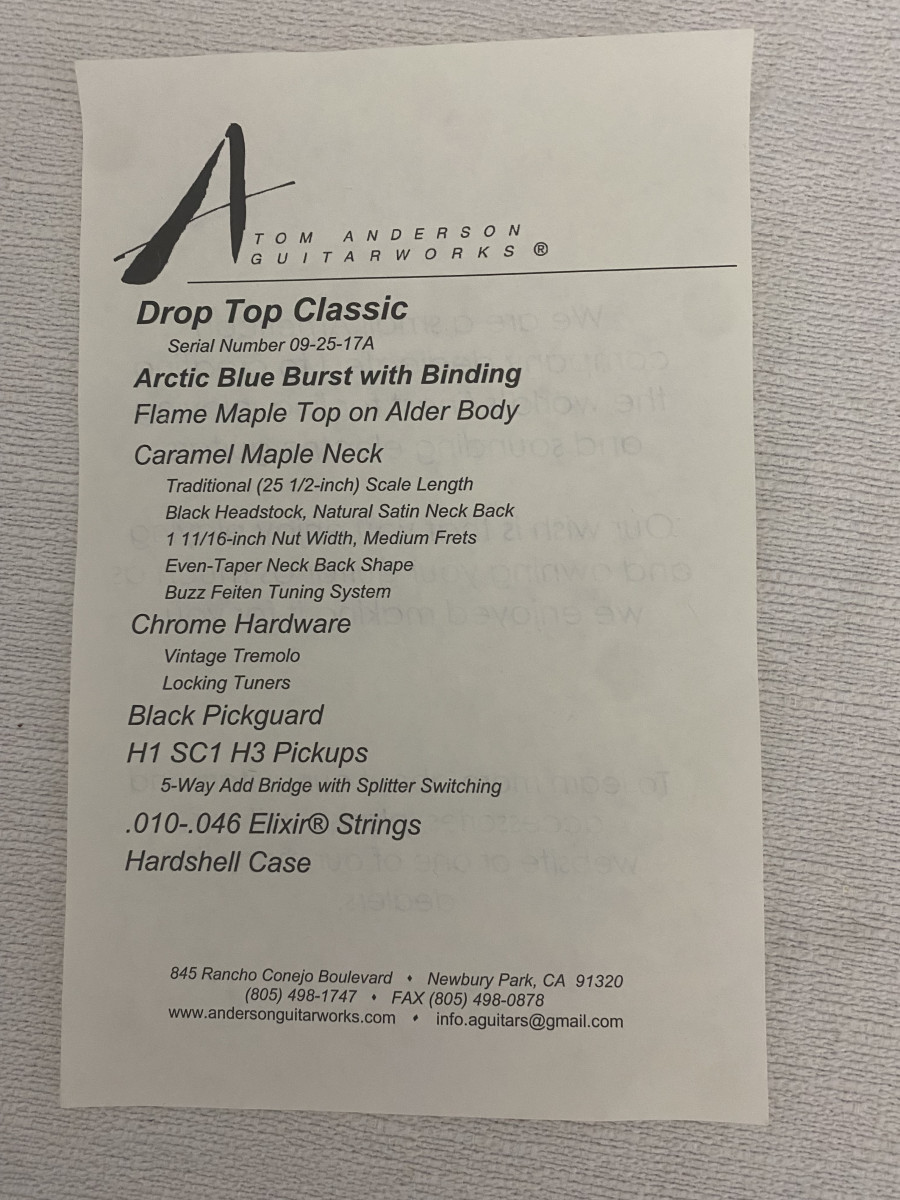 TOM ANDERSON
GUITARWORKS ®
Drop Top Classic
Serial Number 09-25-17A
Arctic Blue Burst with Binding
Flame Maple Top on Alder Body
Caramel Maple Neck
Traditional (25 1/2-inch) Scale Length
Black Headstock, Natural Satin Neck Back
1 11/16-inch Nut Width, Medium Frets
Even-Taper Neck Back Shape
Buzz Feiten Tuning System
Chrome Hardware
Vintage Tremolo
Locking Tuners
Black Pickguard
H1 SC1 H3 Pickups
5-Way Add Bridge with Splitter Switching
.010-.046 Elixir® Strings
Hardshell Case
845 Rancho Conejo Boulevard ♦ Newbury Park, CA 91320
(805) 498-1747 ♦ FAX (805) 498-0878
www.andersonguitarworks.com ♦ info.aguitars@gmail.com